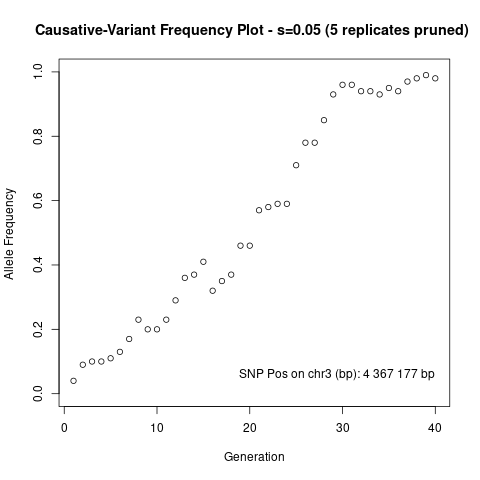 Causative-Variant Frequency Plot - s=0.05 (5 replicates pruned)
Allele Frequency
1.0
0.8
0.6
0.4
0.2
0.0
SNP Pos on chr3 (bp): 4 367 177 bp
0 10 20 30 40
Generation